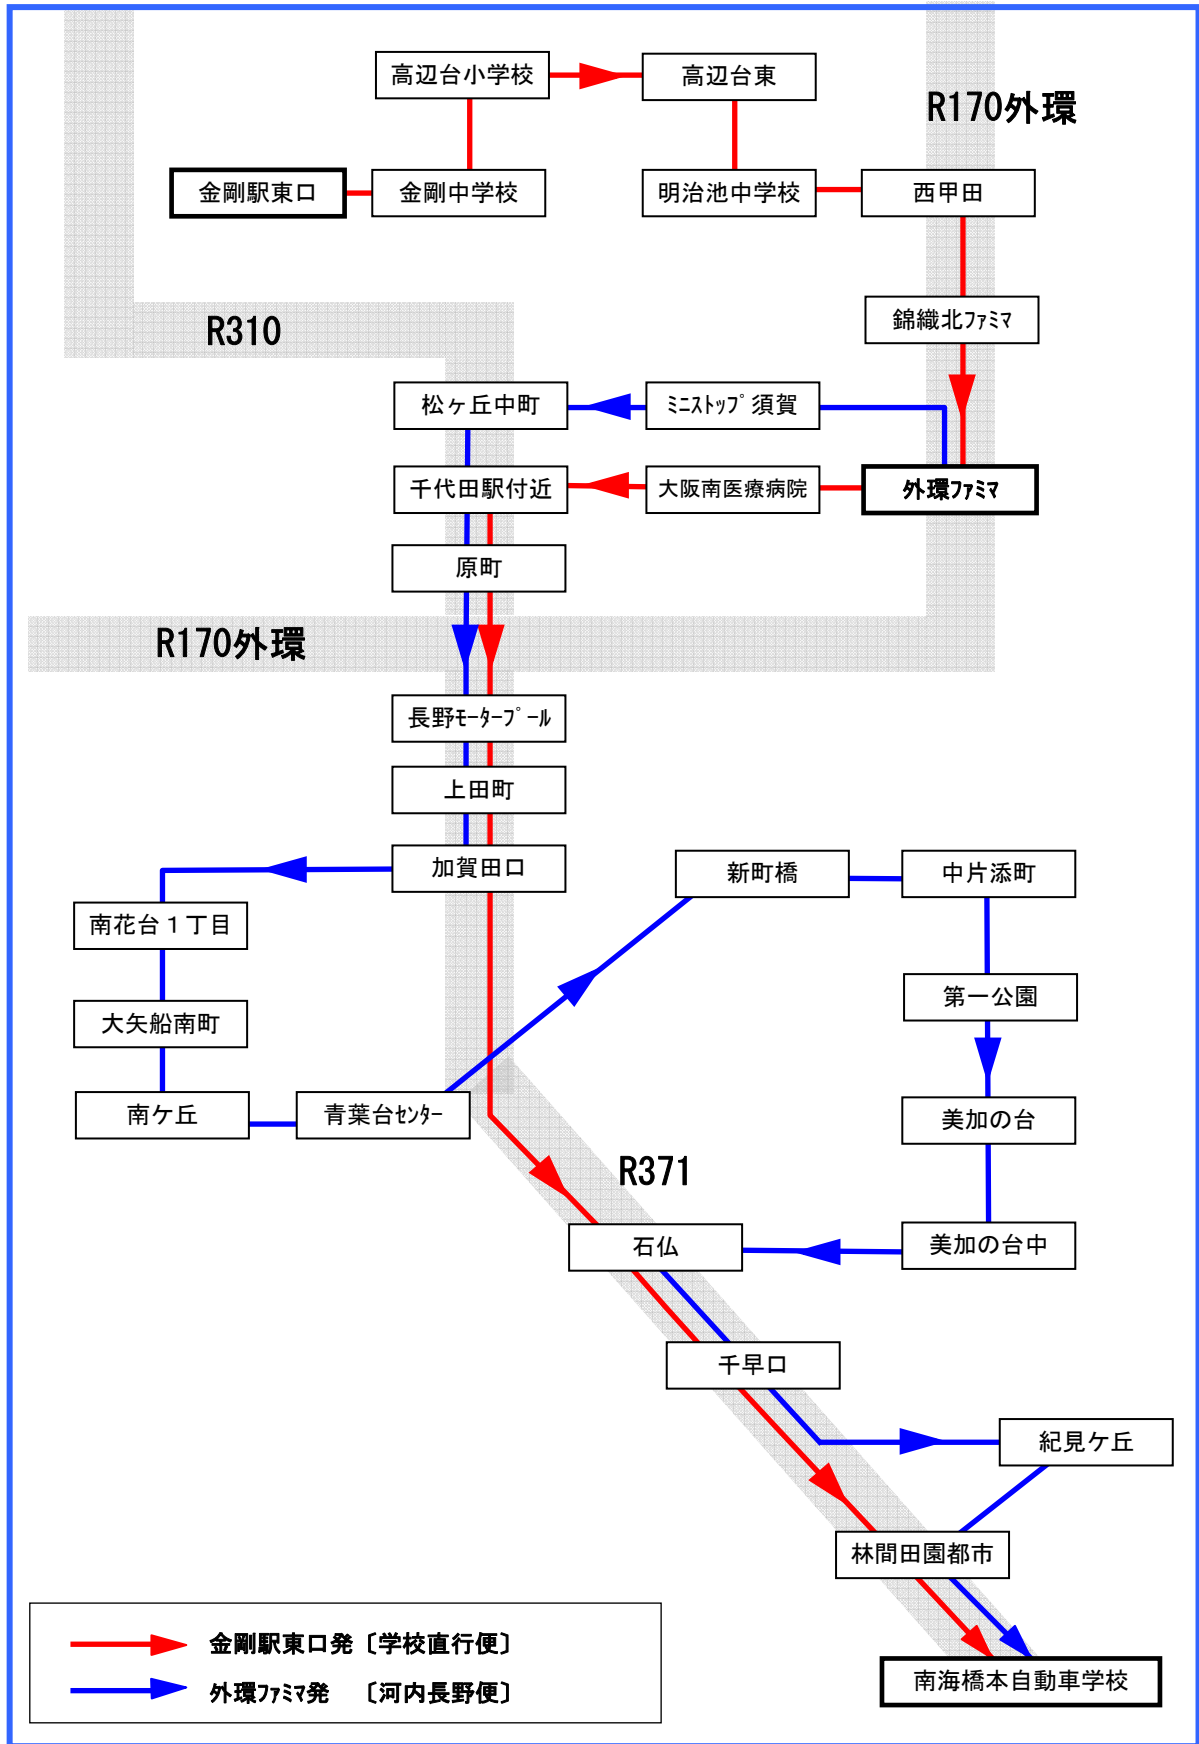 高辺台小学校
高辺台東
R170外環
金剛駅東口
金剛中学校
明治池中学校
西甲田
錦織北ﾌｧﾐﾏ
R310
松ヶ丘中町
ﾐﾆｽﾄｯﾌﾟ須賀
千代田駅付近
大阪南医療病院
外環ﾌｧﾐﾏ
原町
R170外環
長野ﾓｰﾀｰﾌﾟｰﾙ
上田町
加賀田口
新町橋
中片添町
南花台１丁目
第一公園
大矢船南町
南ケ丘
青葉台ｾﾝﾀｰ
美加の台
R371
石仏
美加の台中
千早口
紀見ケ丘
林間田園都市
金剛駅東口発〔学校直行便〕
外環ﾌｧﾐﾏ発　〔河内長野便〕
南海橋本自動車学校